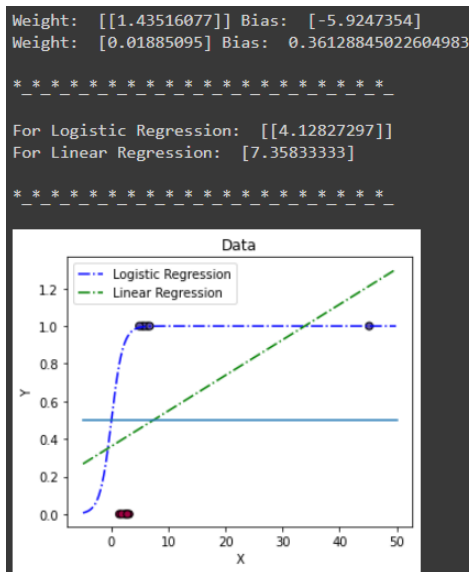 Weight:  [[1.43516077]] Bias:  [-5.9247354]
Weight:  [0.01885095] Bias:  0.36128845022604983
*_*_*_*_*_*_*_*_*_*_*_*_*_*_*_*_*_*_*_*_
For Logistic Regression:  [[4.12827297]]
For Linear Regression:  [7.35833333]
*_*_*_*_*_*_*_*_*_*_*_*_*_*_*_*_*_*_*_*_
Data
Logistic Regression
Linear Regression
1.2
1.0
0.8
0.6
0.4
0.2
0.0
Y
0 10 20 30 40 50
X